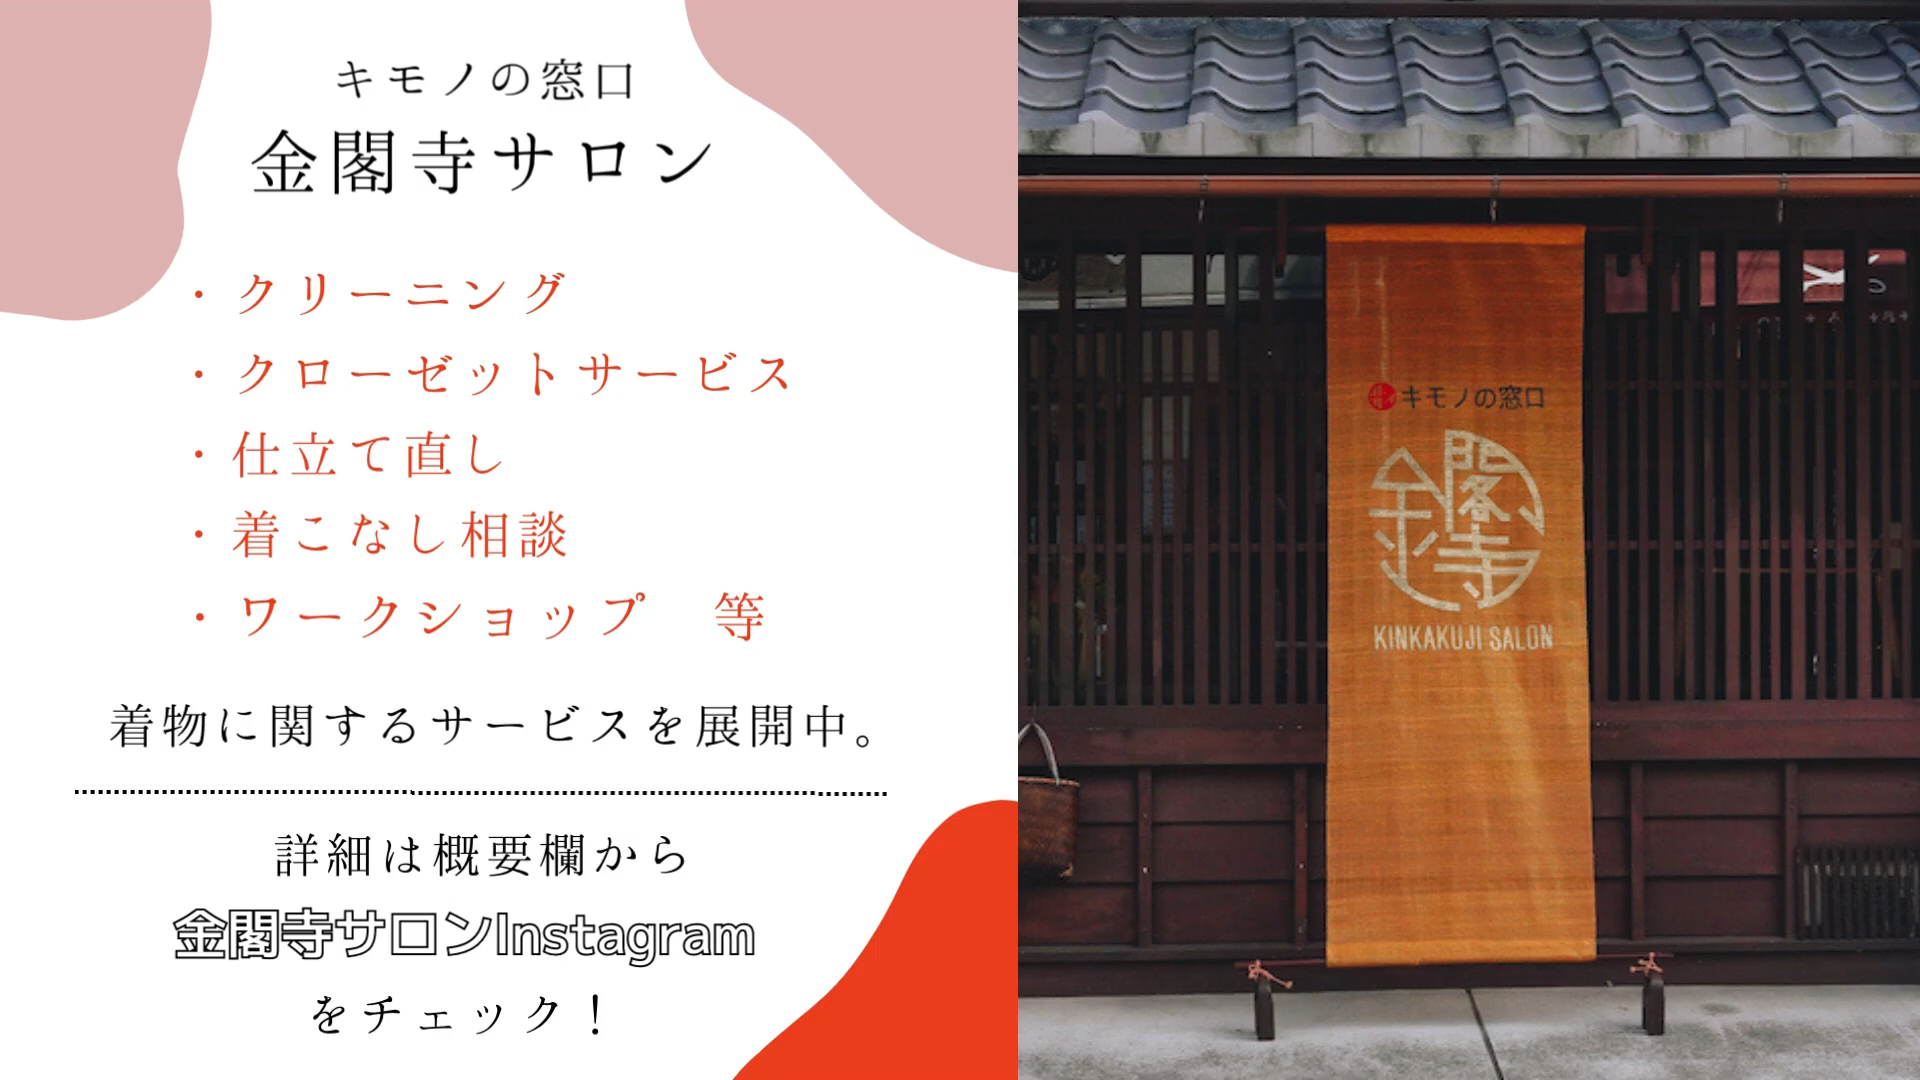 キモノの窓口
金閣寺サロン
・クリーニング
・クローゼットサービス
・仕立て直し
・着こなし相談
・ワークショップ　等
着物に関するサービスを展開中。
詳細は概要欄から
金閣寺サロンInstagram
をチェック！
キモノの窓口
金閣寺
KINKAKUJI SALON